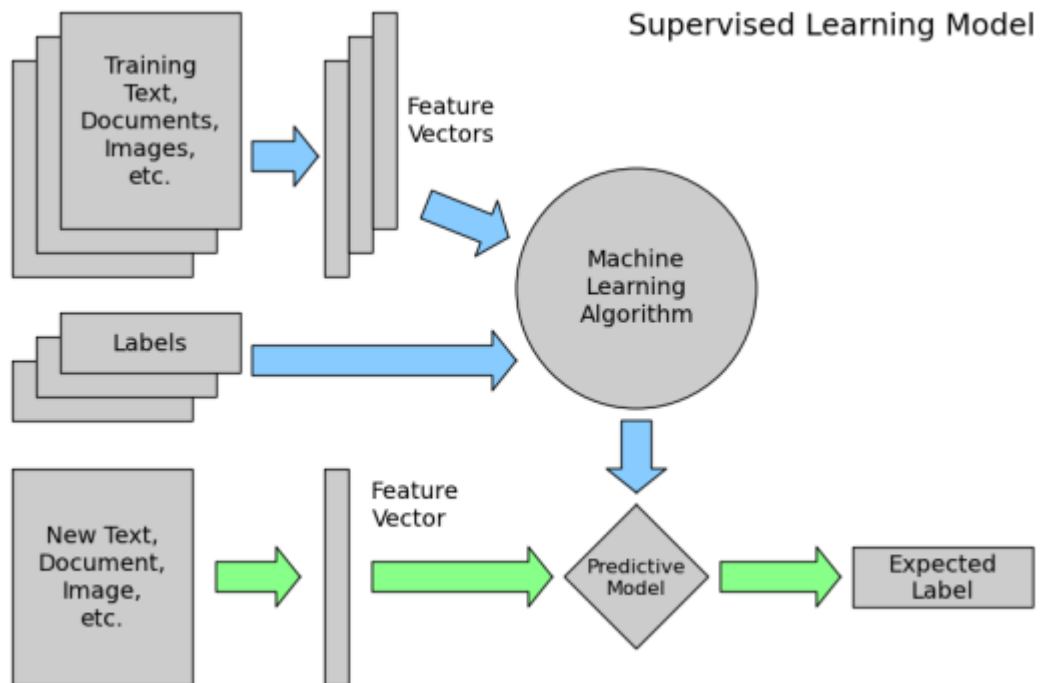 Supervised Learning Model
Training
Text,
Documents,
Images,
etc.
Feature
Vectors
Machine
Learning
Algorithm
Labels
New Text,
Document,
Image,
etc.
Feature
Vector
Predictive
Model
Expected
Label